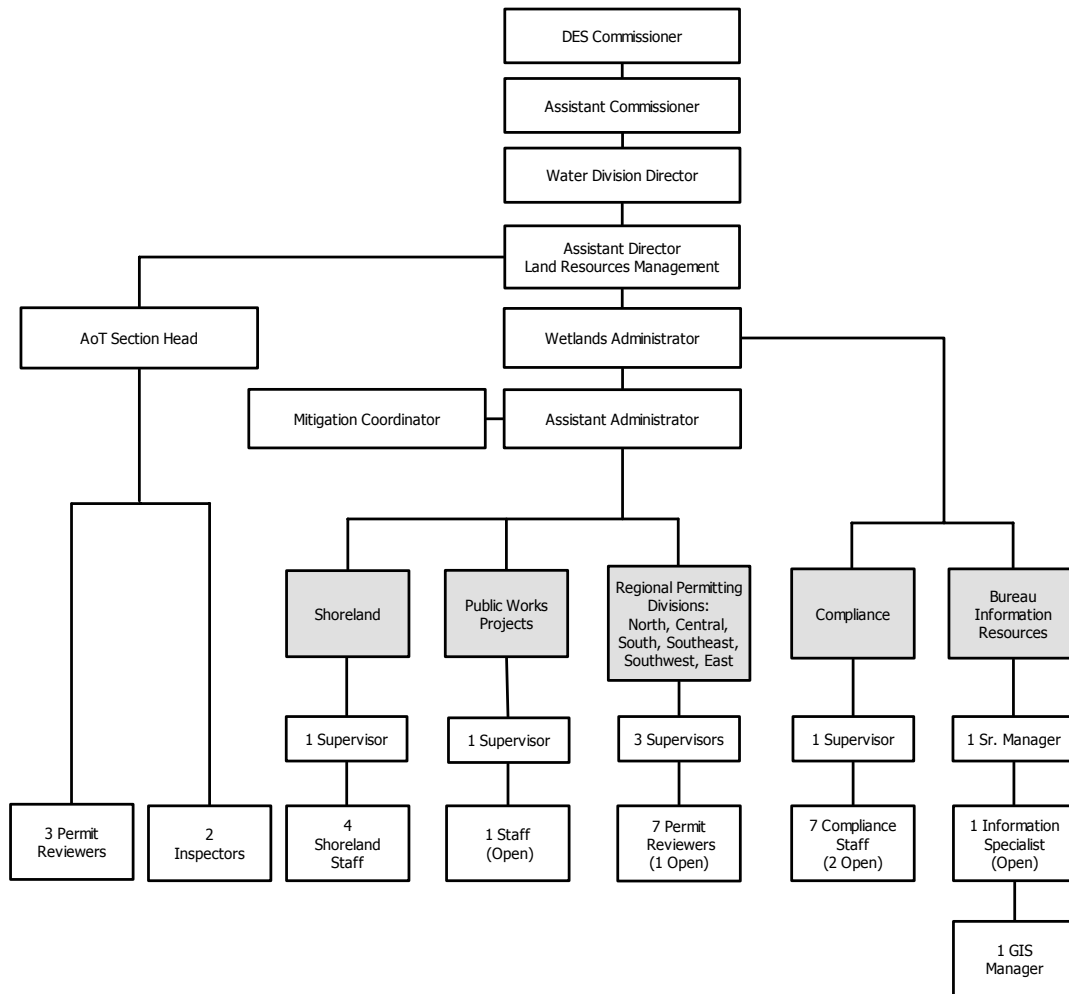 DES Commissioner
Assistant Commissioner
Water Division Director
Assistant Director
Land Resources Management
AoT Section Head
Wetlands Administrator
Mitigation Coordinator
Assistant Administrator
Shoreland
Public Works
Projects
Regional Permitting
Divisions:
North, Central,
South, Southeast,
Southwest, East
Compliance
Bureau
Information
Resources
1 Supervisor
1 Supervisor
3 Supervisors
1 Supervisor
1 Sr. Manager
3 Permit
Reviewers
2
Inspectors
4
Shoreland
Staff
1 Staff
(Open)
7 Permit
Reviewers
(1 Open)
7 Compliance
Staff
(2 Open)
1 Information
Specialist
(Open)
1 GIS
Manager